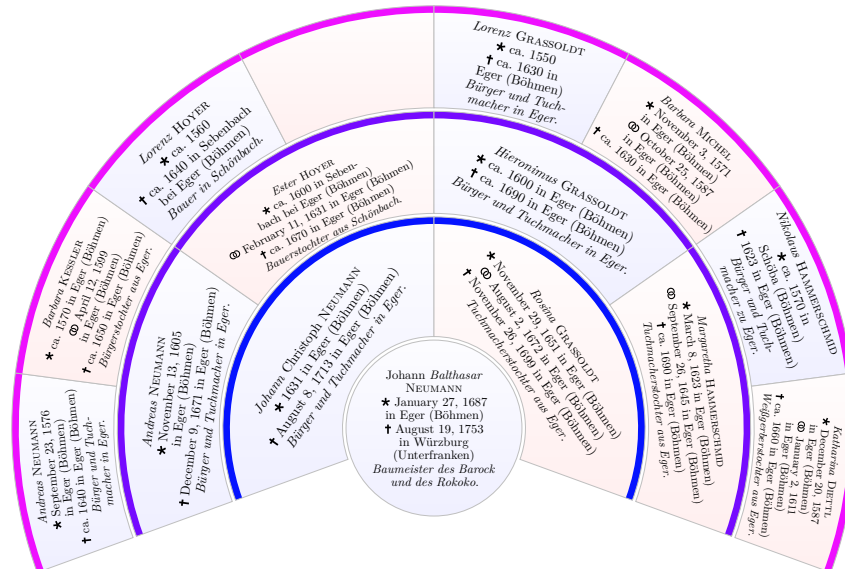 Lorenz GRASSOLDT
★ ca. 1550
✝ ca. 1630 in
Eger (Böhmen)
Bürger und Tuch-
macher in Eger.
Lorenz HOYER
★ ca. 1560
✝ ca. 1640 in Sebenbach
bei Eger (Böhmen)
Bauer in Schönbach.
Barbara MICHEL
★ November 3, 1571
in Eger (Böhmen)
⚭ October 25, 1587
in Eger (Böhmen)
✝ ca. 1630 in Eger (Böhmen)
Ester HOYER
★ ca. 1600 in Seben-
bach bei Eger (Böhmen)
⚭ February 11, 1631 in Eger (Böhmen)
✝ ca. 1670 in Eger (Böhmen)
Bauerstochter aus Schönbach.
Hieronimus GRASSOLDT
★ ca. 1600 in Eger (Böhmen)
✝ ca. 1690 in Eger (Böhmen)
Bürger und Tuchmacher in Eger.
Barbara KESSLER
★ ca. 1570 in Eger (Böhmen)
⚭ April 12, 1599
in Eger (Böhmen)
✝ ca. 1650 in Eger (Böhmen)
Bürgerstochter aus Eger.
Nikolaus HAMMERSCHMID
★ ca. 1570 in
Schöba (Böhmen)
✝ 1623 in Eger (Böhmen)
Bürger und Tuch-
macher zu Eger.
Andreas NEUMANN
★ September 23, 1576
in Eger (Böhmen)
✝ ca. 1640 in Eger (Böhmen)
Bürger und Tuch-
macher in Eger.
Andreas NEUMANN
★ November 13, 1605
in Eger (Böhmen)
✝ December 9, 1671 in Eger (Böhmen)
Bürger und Tuchmacher in Eger.
Johann Christoph NEUMANN
★ 1631 in Eger (Böhmen)
✝ August 8, 1713 in Eger (Böhmen)
Bürger und Tuchmacher in Eger.
Rosina GRASSOLDT
★ November 29, 1651 in Eger (Böhmen)
⚭ August 2, 1672 in Eger (Böhmen)
✝ November 26, 1699 in Eger (Böhmen)
Tuchmacherstochter aus Eger.
Margaretha HAMMERSCHMID
★ March 8, 1623 in Eger (Böhmen)
⚭ September 26, 1645 in Eger (Böhmen)
✝ ca. 1690 in Eger (Böhmen)
Tuchmacherstochter aus Eger.
Katharina DIETTL
★ December 20, 1587
in Eger (Böhmen)
⚭ January 2, 1611
in Eger (Böhmen)
✝ ca. 1660 in Eger (Böhmen)
Weißgerberstochter aus Eger.
Johann Balthasar
NEUMANN
★ January 27, 1687
in Eger (Böhmen)
✝ August 19, 1753
in Würzburg
(Unterfranken)
Baumeister des Barock
und des Rokoko.